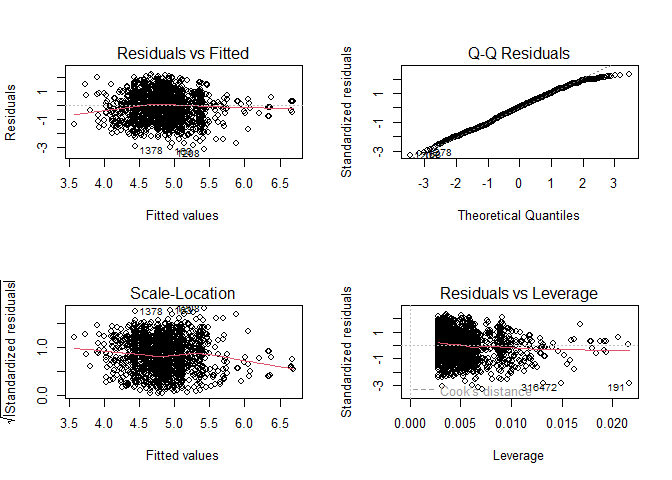 Residuals vs Fitted
Residuals
1
-1
-3
1378
1298
3.5 4.0 4.5 5.0 5.5 6.0 6.5
Fitted values
Q-Q Residuals
Standardized residuals
1
-1
-3
-3 -2 -1 0 1 2 3
Theoretical Quantiles
Scale-Location
√|Standardized residuals|
1.0
0.0
1378
3.5 4.0 4.5 5.0 5.5 6.0 6.5
Fitted values
Residuals vs Leverage
Standardized residuals
1
-1
-3
Cook's distance
316472
191
0.000 0.005 0.010 0.015 0.020
Leverage